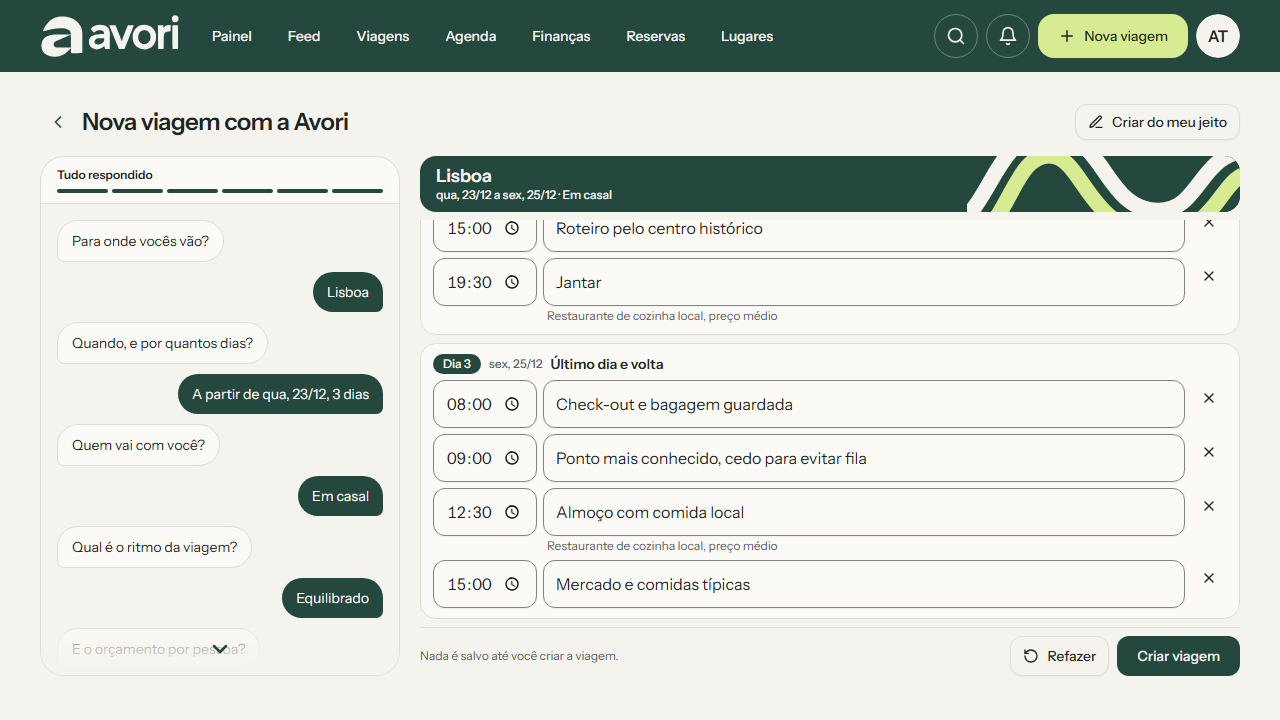 a avori
Painel
Feed
Viagens
Agenda
Finanças
Reservas
Lugares
Nova viagem
AT
Nova viagem com a Avori
Criar do meu jeito
Tudo respondido
Para onde vocês vão?
Lisboa
Quando, e por quantos dias?
A partir de qua, 23/12, 3 dias
Quem vai com você?
Em casal
Qual é o ritmo da viagem?
Equilibrado
E o orçamento por pessoa?
Lisboa
qua, 23/12 a sex, 25/12 · Em casal
15:00 Roteiro pelo centro histórico
19:30 Jantar
Restaurante de cozinha local, preço médio
Dia 3 sex, 25/12 Último dia e volta
08:00 Check-out e bagagem guardada
09:00 Ponto mais conhecido, cedo para evitar fila
12:30 Almoço com comida local
Restaurante de cozinha local, preço médio
15:00 Mercado e comidas típicas
Nada é salvo até você criar a viagem.
Refazer
Criar viagem